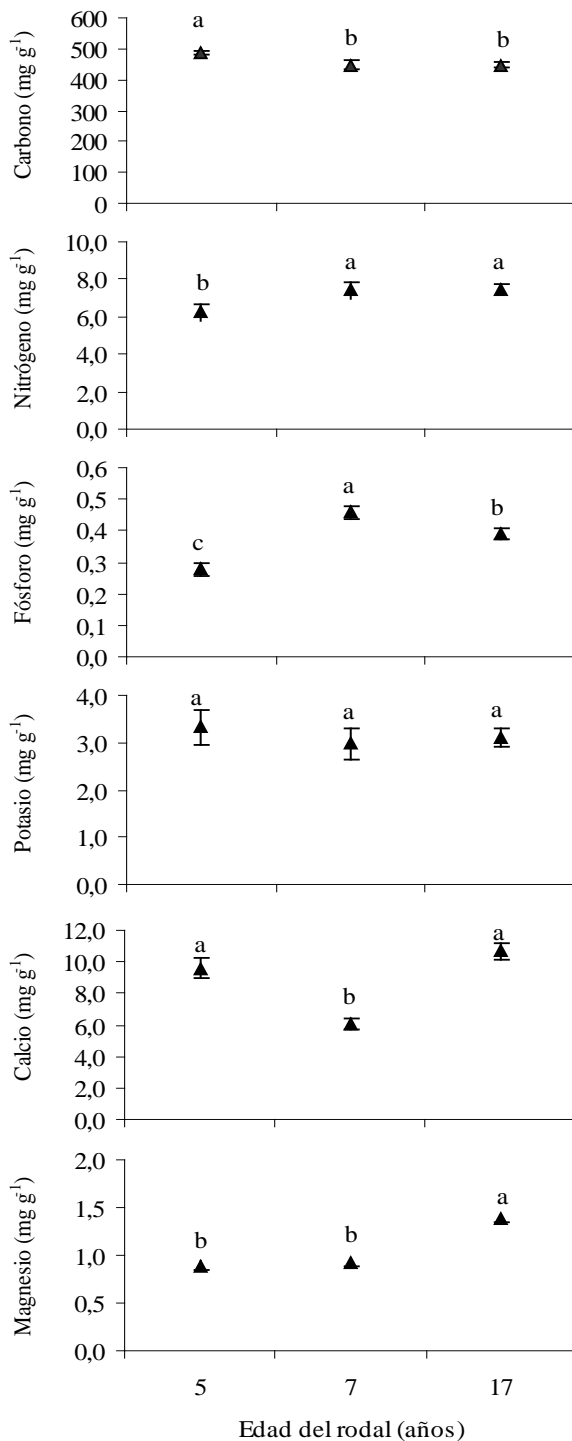 Carbono (mg g-1)
600
500
400
300
200
100
0
a
b
b
Nitrógeno (mg g-1)
10,0
8,0
6,0
4,0
2,0
0,0
b
a
a
Fósforo (mg g-1)
0,6
0,5
0,4
0,3
0,2
0,1
0,0
c
a
b
Potasio (mg g-1)
4,0
3,0
2,0
1,0
0,0
a
a
a
Calcio (mg g-1)
12,0
10,0
8,0
6,0
4,0
2,0
0,0
a
b
a
Magnesio (mg g-1)
2,0
1,5
1,0
0,5
0,0
b
b
a
5 7 17
Edad del rodal (años)